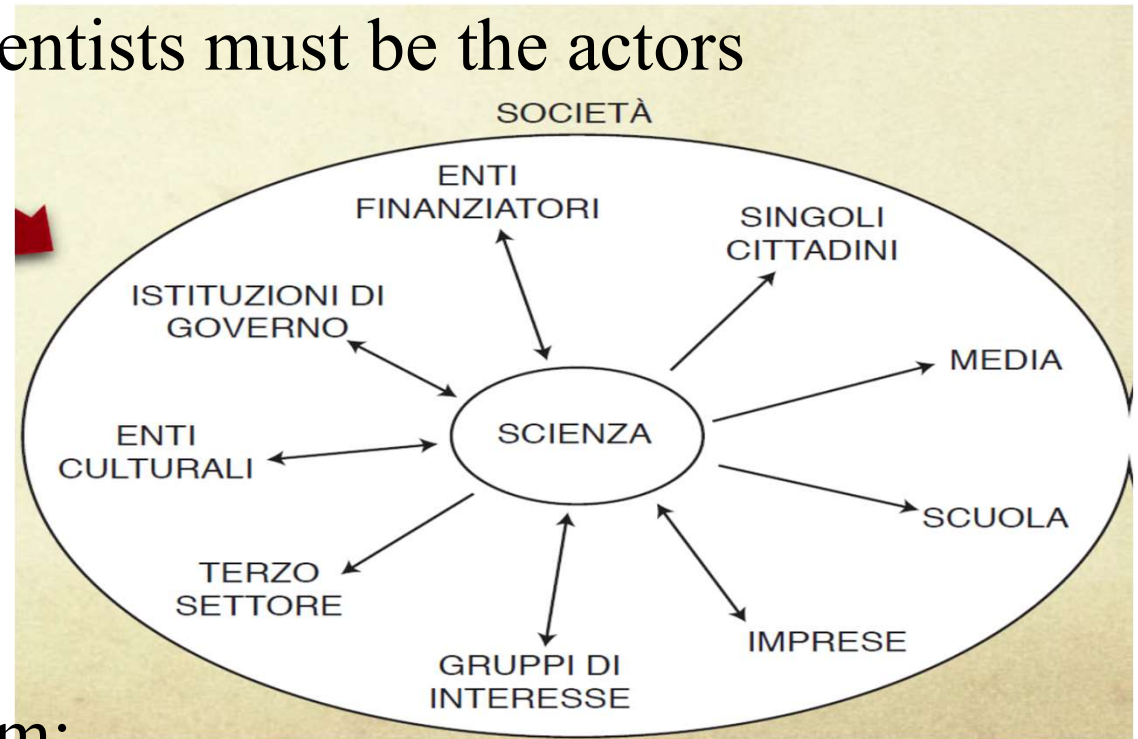 entists must be the actors
SOCIETÀ
ENTI
FINANZIATORI
SINGOLI
CITTADINI
ISTITUZIONI DI
GOVERNO
MEDIA
ENTI
CULTURALI
SCIENZA
SCUOLA
TERZO
SETTORE
IMPRESE
GRUPPI DI
INTERESSE